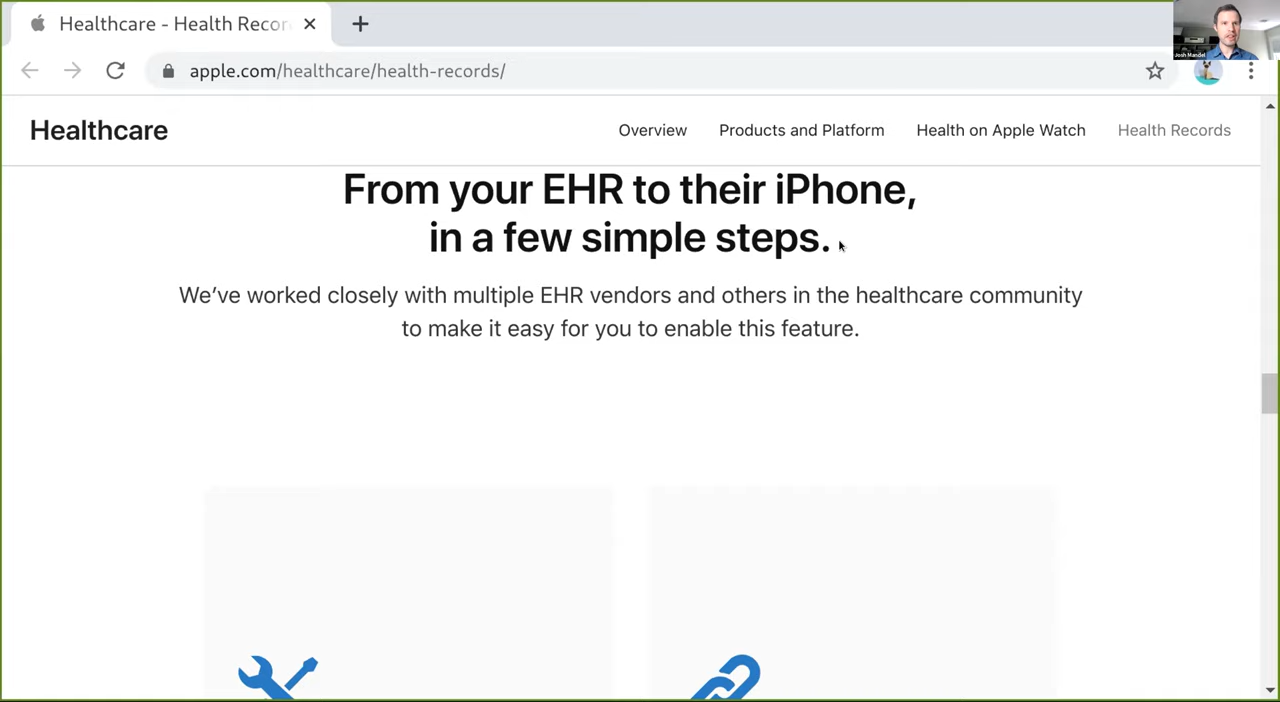 Healthcare - Health Recor
apple.com/healthcare/health-records/
Josh Mandel
Healthcare
Overview
Products and Platform
Health on Apple Watch
Health Records
From your EHR to their iPhone,
in a few simple steps.
We’ve worked closely with multiple EHR vendors and others in the healthcare community
to make it easy for you to enable this feature.